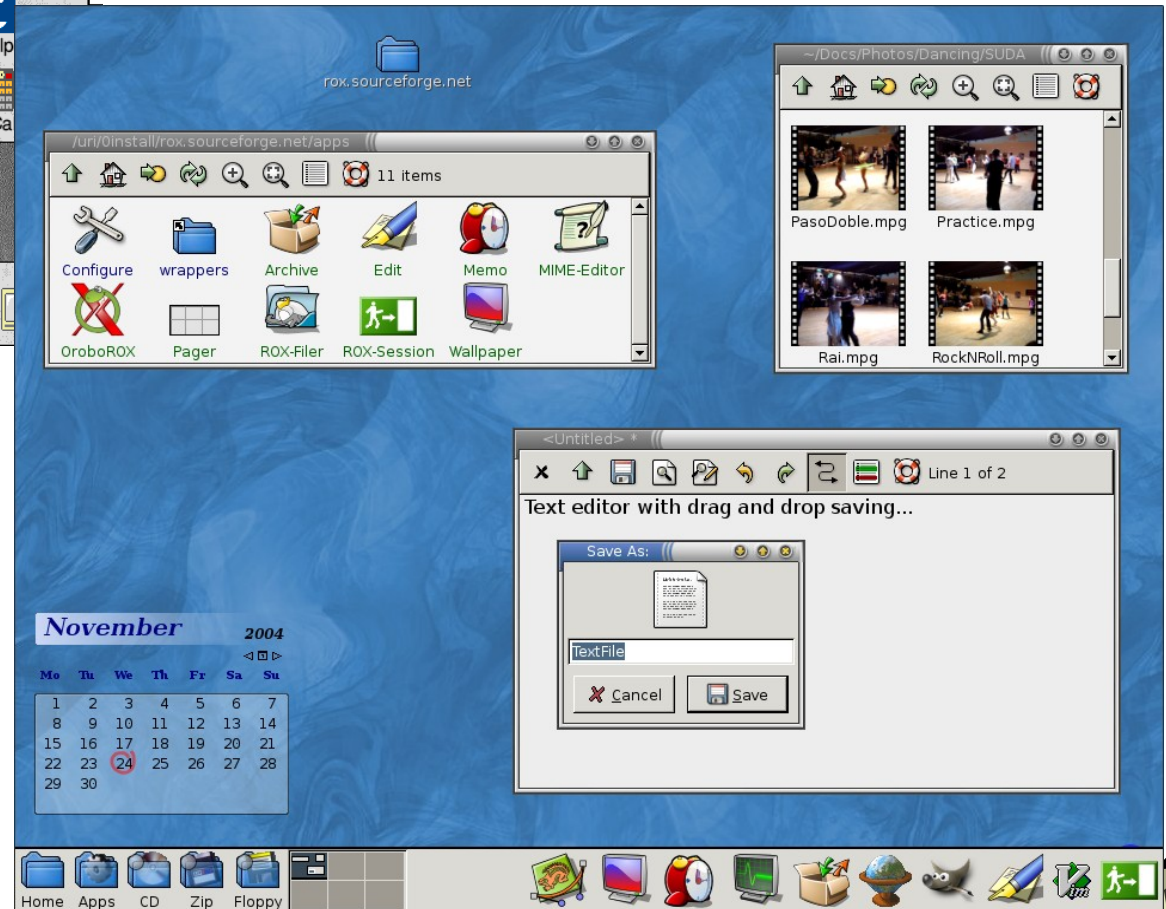 lp
Ca
rox.sourceforge.net
~/Docs/Photos/Dancing/SUDA
PasoDoble.mpg Practice.mpg
Rai.mpg RockNRoll.mpg
/uri/0install/rox.sourceforge.net/apps
11 items
Configure wrappers Archive Edit Memo MIME-Editor
OroboROX Pager ROX-Filer ROX-Session Wallpaper
<Untitled> *
Line 1 of 2
Text editor with drag and drop saving...
Save As:
TextFile
Cancel Save
November 2004
Mo Tu We Th Fr Sa Su
1 2 3 4 5 6 7
8 9 10 11 12 13 14
15 16 17 18 19 20 21
22 23 24 25 26 27 28
29 30
Home Apps CD Zip Floppy
Vim